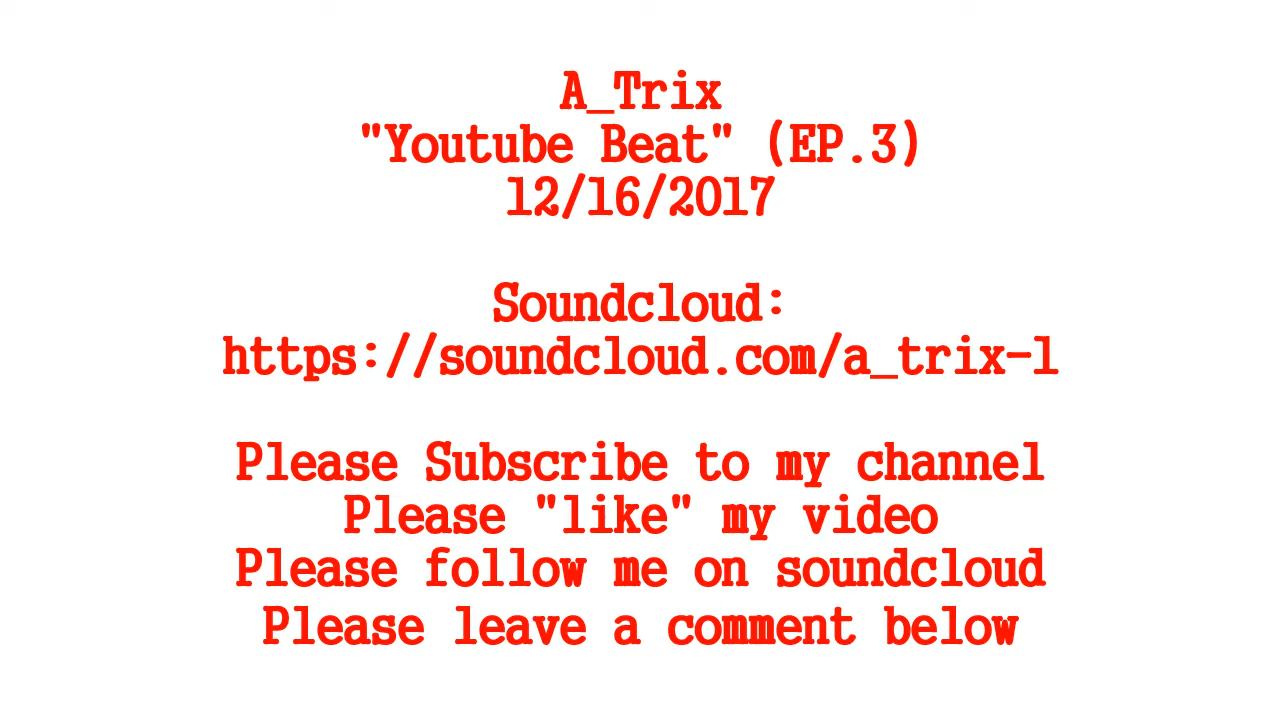 A_Trix
"Youtube Beat" (EP.3)
12/16/2017
Soundcloud:
https://soundcloud.com/a_trix-1
Please Subscribe to my channel
Please "like" my video
Please follow me on soundcloud
Please leave a comment below